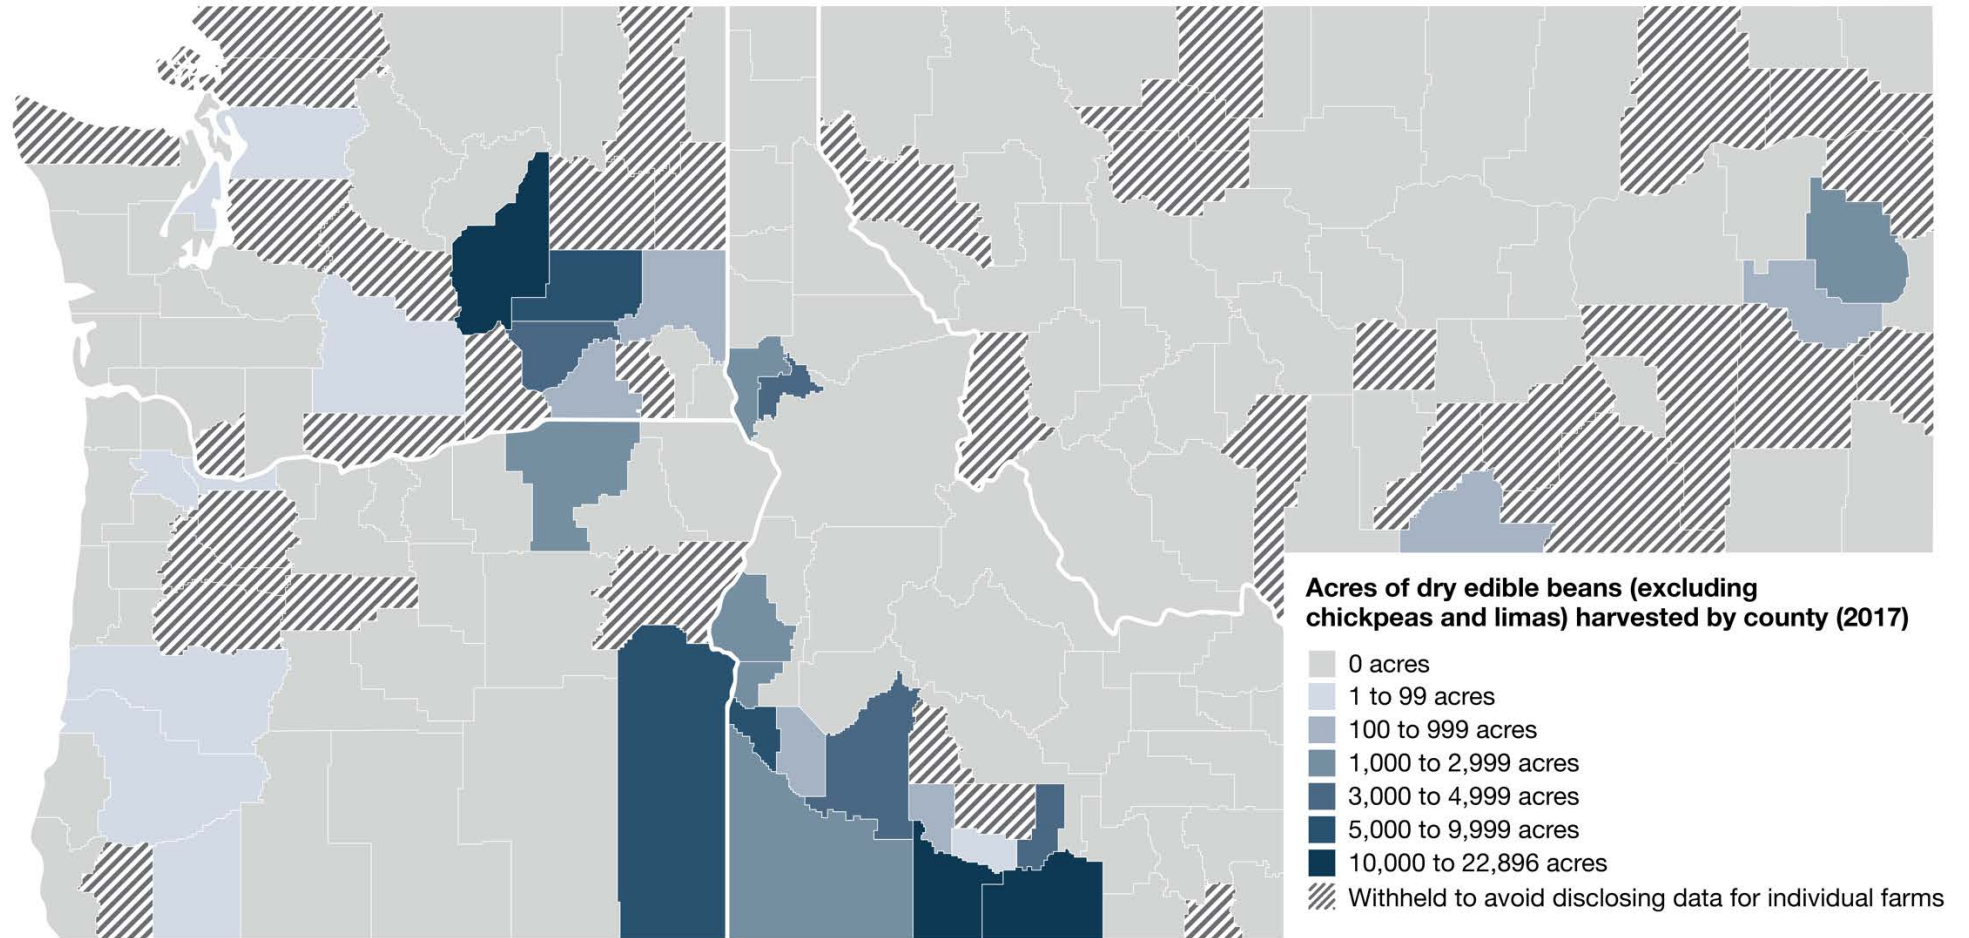 Acres of dry edible beans (excluding
chickpeas and limas) harvested by county (2017)
0 acres
1 to 99 acres
100 to 999 acres
1,000 to 2,999 acres
3,000 to 4,999 acres
5,000 to 9,999 acres
10,000 to 22,896 acres
Withheld to avoid disclosing data for individual farms